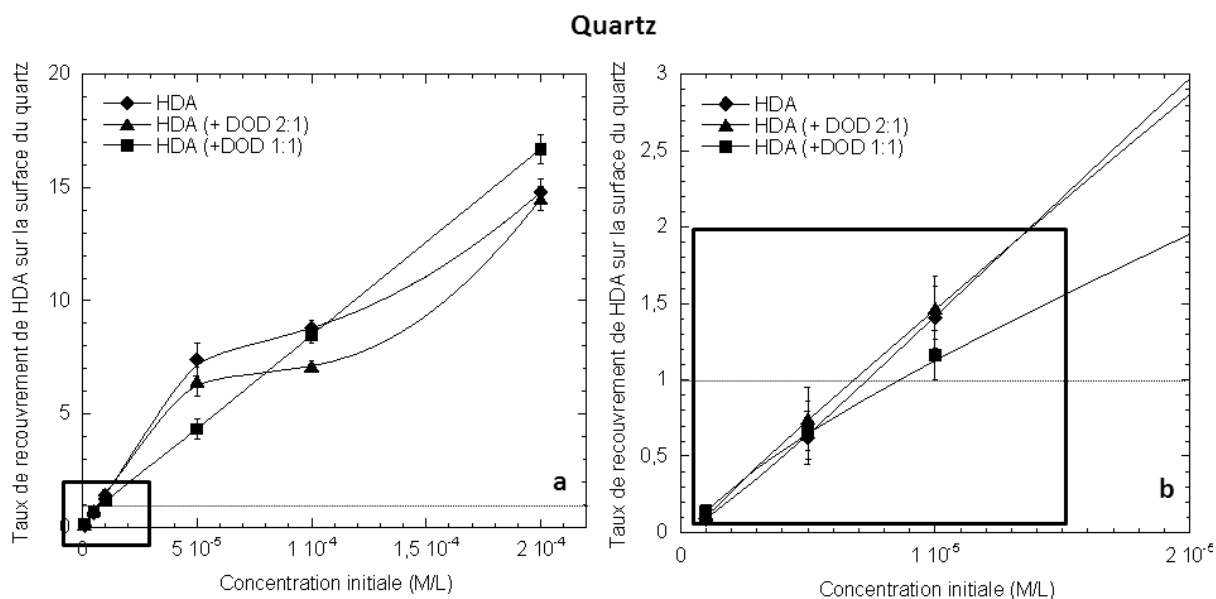 Quartz
Taux de recouvrement de HDA sur la surface du quartz
20
15
10
5
0
HDA
HDA (+ DOD 2:1)
HDA (+DOD 1:1)
a
0
5 10-5
1 10-4
1,5 10-4
2 10-4
Concentration initiale (M/L)
Taux de recouvrement de HDA sur la surface du quartz
3
2,5
2
1,5
1
0,5
0
HDA
HDA (+ DOD 2:1)
HDA (+DOD 1:1)
b
0
1 10-5
2 10-5
Concentration initiale (M/L)